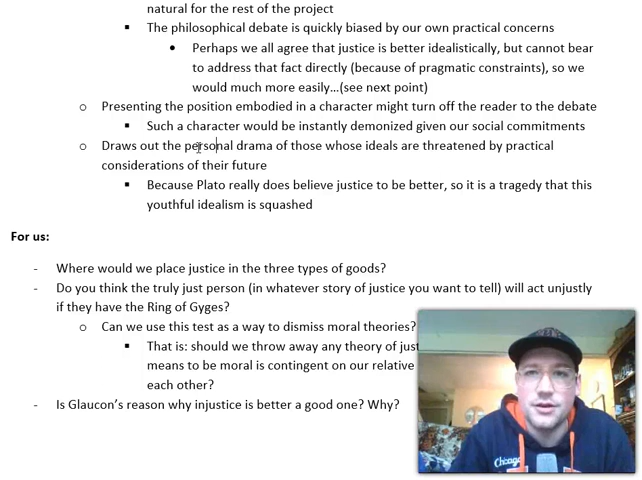 natural for the rest of the project
▪ The philosophical debate is quickly biased by our own practical concerns
• Perhaps we all agree that justice is better idealistically, but cannot bear
to address that fact directly (because of pragmatic constraints), so we
would much more easily…(see next point)
o Presenting the position embodied in a character might turn off the reader to the debate
▪ Such a character would be instantly demonized given our social commitments
o Draws out the personal drama of those whose ideals are threatened by practical
considerations of their future
▪ Because Plato really does believe justice to be better, so it is a tragedy that this
youthful idealism is squashed
For us:
- Where would we place justice in the three types of goods?
- Do you think the truly just person (in whatever story of justice you want to tell) will act unjustly
if they have the Ring of Gyges?
o Can we use this test as a way to dismiss moral theories?
▪ That is: should we throw away any theory of
means to be moral is contingent on our relative
each other?
- Is Glaucon's reason why injustice is better a good one? Why?
Chicago